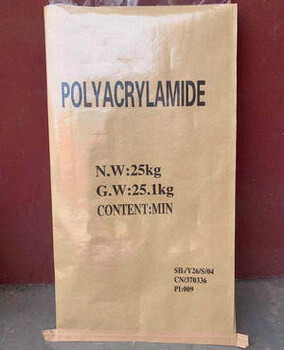 POLYACRYLAMIDE
N.W:25kg
G.W:25.1kg
CONTENT:MIN
SH./Y26/S/04
CN/370336
PI:009